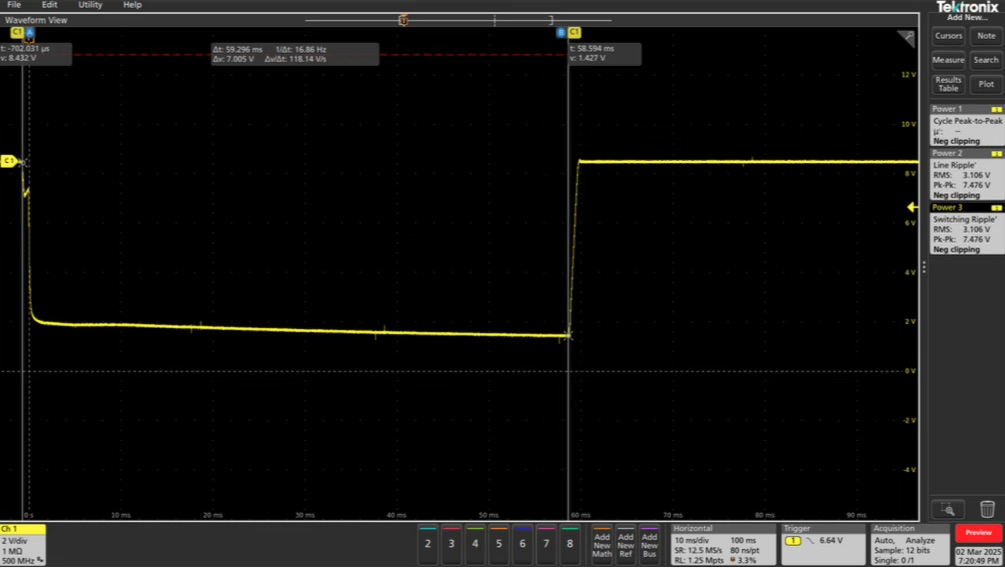 File Edit Utility Help
Tektronix
Waveform View
Add New...
C1 A
B C1
t: -702.031 µs
v: 8.432 V
Δt: 59.296 ms 1/Δt: 16.86 Hz
Δv: 7.005 V Δv/Δt: 118.14 V/s
t: 58.594 ms
v: 1.427 V
Cursors Note
Measure Search
Results Table Plot
12 V
10 V
8 V
6 V
4 V
2 V
0 V
-2 V
-4 V
C1
Power 1 1
Cycle Peak-to-Peak
µ': --
Neg clipping
Power 2 1
Line Ripple'
RMS: 3.106 V
Pk-Pk: 7.476 V
Neg clipping
Power 3 1
Switching Ripple'
RMS: 3.106 V
Pk-Pk: 7.476 V
Neg clipping
0 s 10 ms 20 ms 30 ms 40 ms 50 ms 60 ms 70 ms 80 ms 90 ms
Ch 1
2 V/div
1 MΩ
500 MHz
2 3 4 5 6 7 8
Add New Math
Add New Ref
Add New Bus
Horizontal
10 ms/div 100 ms
SR: 12.5 MS/s 80 ns/pt
RL: 1.25 Mpts 3.3%
Trigger
1 6.64 V
Acquisition
Auto, Analyze
Sample: 12 bits
Single: 0 /1
Preview
02 Mar 2025
7:20:49 PM